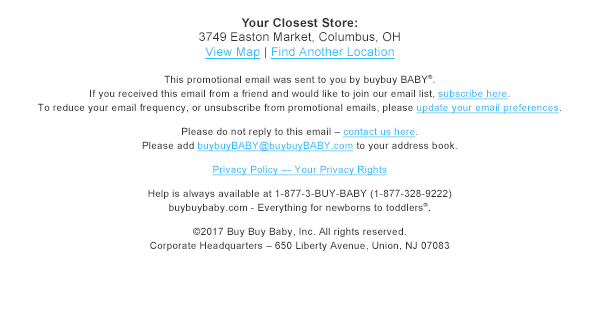 Your Closest Store:
3749 Easton Market, Columbus, OH
View Map | Find Another Location
This promotional email was sent to you by buybuy BABY®.
If you received this email from a friend and would like to join our email list, subscribe here.
To reduce your email frequency, or unsubscribe from promotional emails, please update your email preferences.
Please do not reply to this email – contact us here.
Please add buybuyBABY@buybuyBABY.com to your address book.
Privacy Policy — Your Privacy Rights
Help is always available at 1-877-3-BUY-BABY (1-877-328-9222)
buybuybaby.com - Everything for newborns to toddlers®.
©2017 Buy Buy Baby, Inc. All rights reserved.
Corporate Headquarters – 650 Liberty Avenue, Union, NJ 07083